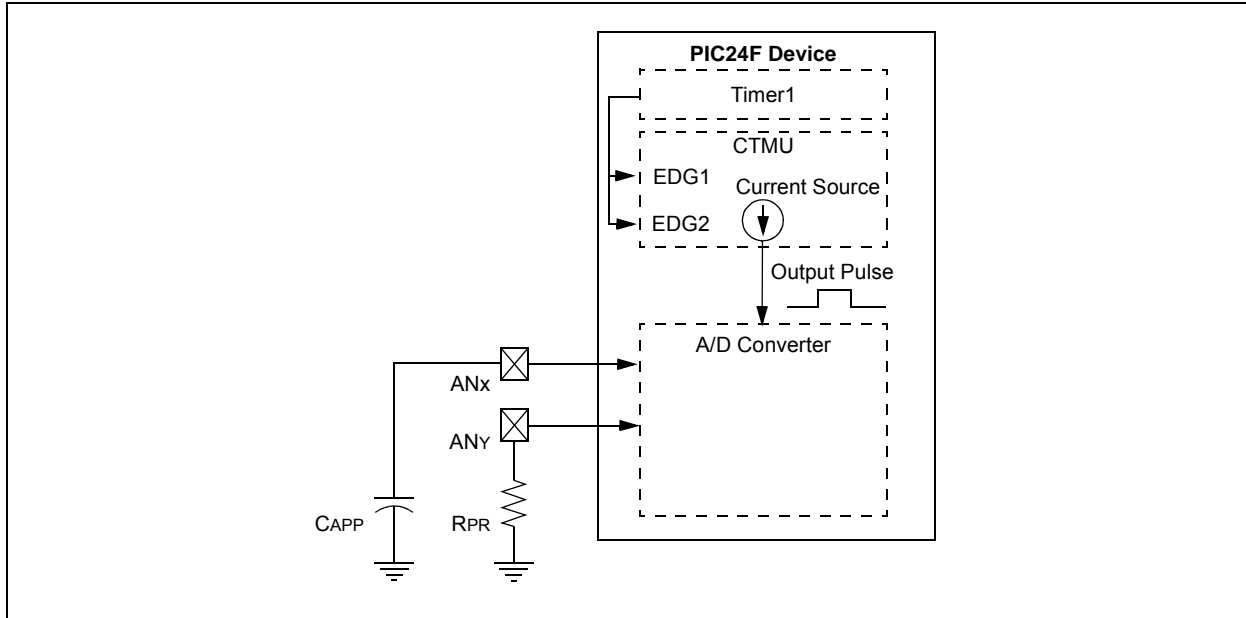 PIC24F Device
Timer1
CTMU
EDG1
Current Source
EDG2
Output Pulse
A/D Converter
ANX
ANY
CAPP
RPR